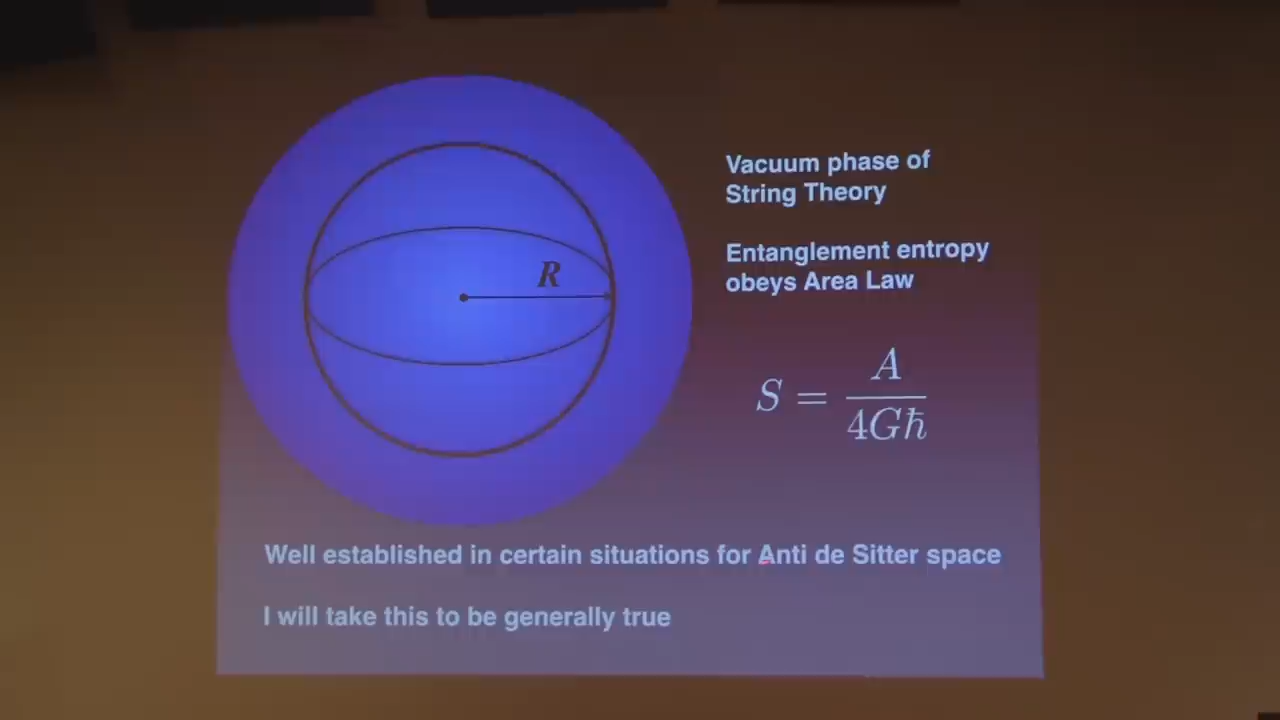 R
Vacuum phase of
String Theory
Entanglement entropy
obeys Area Law
S = A / 4Għ
Well established in certain situations for Anti de Sitter space
I will take this to be generally true